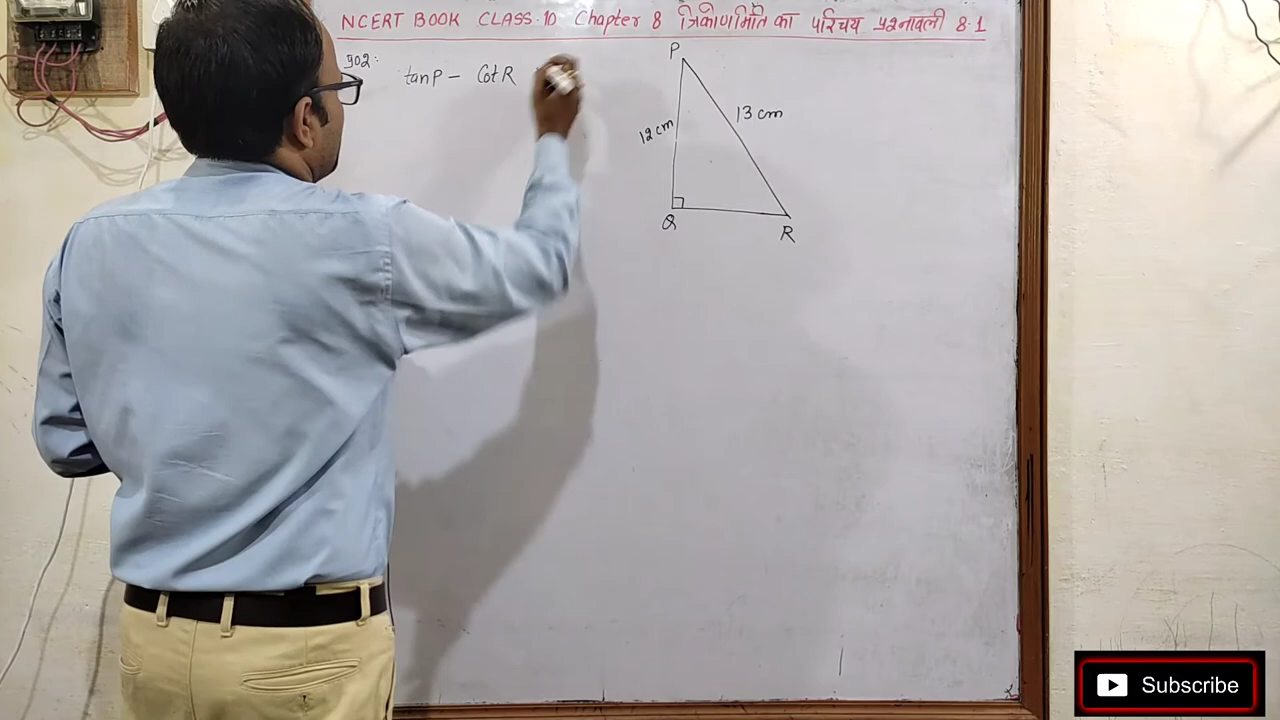 NCERT BOOK CLASS.10 Chapter 8 त्रिकोणमिति का परिचय प्रश्नावली 8.1
प्र०2:
tanP - CotR
P
12 cm
13 cm
Q
R
Subscribe